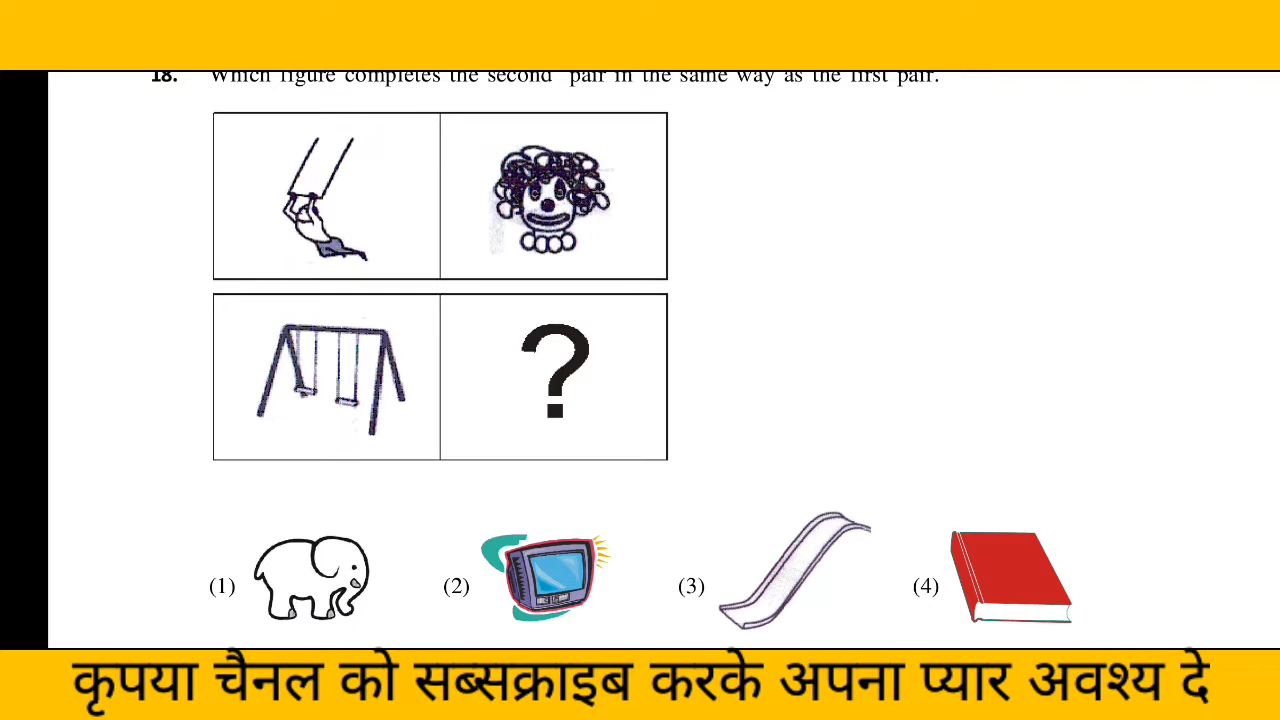 18. Which figure completes the second pair in the same way as the first pair.
?
(1) (2) (3) (4)
कृपया चैनल को सब्सक्राइब करके अपना प्यार अवश्य दे